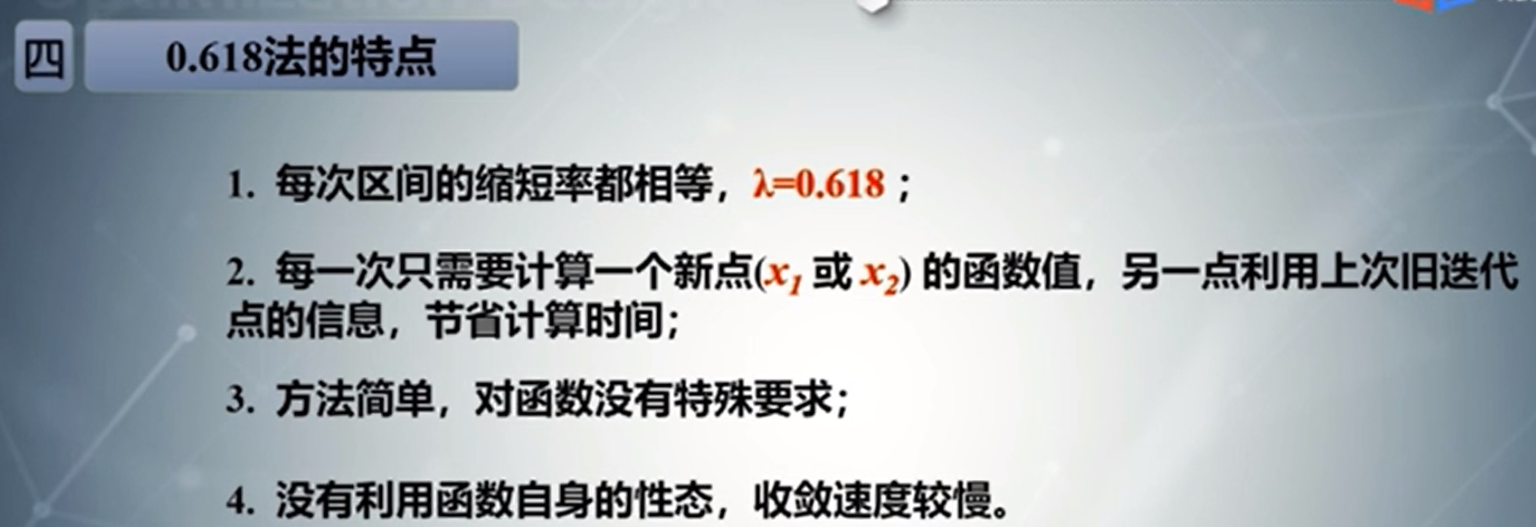 四 0.618法的特点
1. 每次区间的缩短率都相等，λ=0.618；
2. 每一次只需要计算一个新点(x1 或 x2) 的函数值，另一点利用上次旧迭代
点的信息，节省计算时间；
3. 方法简单，对函数没有特殊要求；
4. 没有利用函数自身的性态，收敛速度较慢。